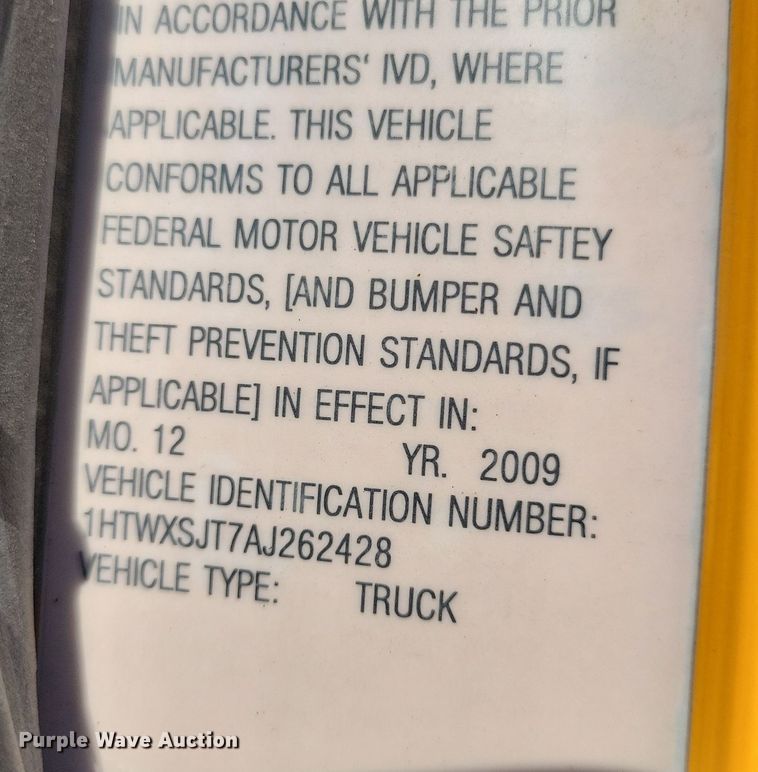 IN ACCORDANCE WITH THE PRIOR
MANUFACTURERS' IVD, WHERE
APPLICABLE. THIS VEHICLE
CONFORMS TO ALL APPLICABLE
FEDERAL MOTOR VEHICLE SAFTEY
STANDARDS, [AND BUMPER AND
THEFT PREVENTION STANDARDS, IF
APPLICABLE] IN EFFECT IN:
MO. 12 YR. 2009
VEHICLE IDENTIFICATION NUMBER:
1HTWXSJT7AJ262428
VEHICLE TYPE: TRUCK
Purple Wave Auction